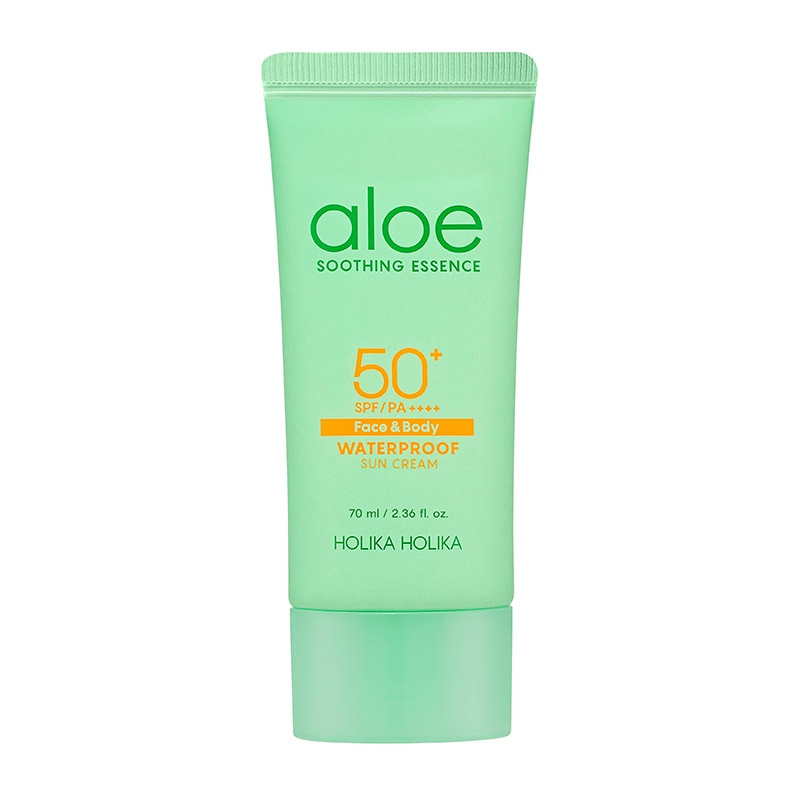 aloe
SOOTHING ESSENCE
50+
SPF/PA++++
Face & Body
WATERPROOF
SUN CREAM
70 ml / 2.36 fl. oz.
HOLIKA HOLIKA